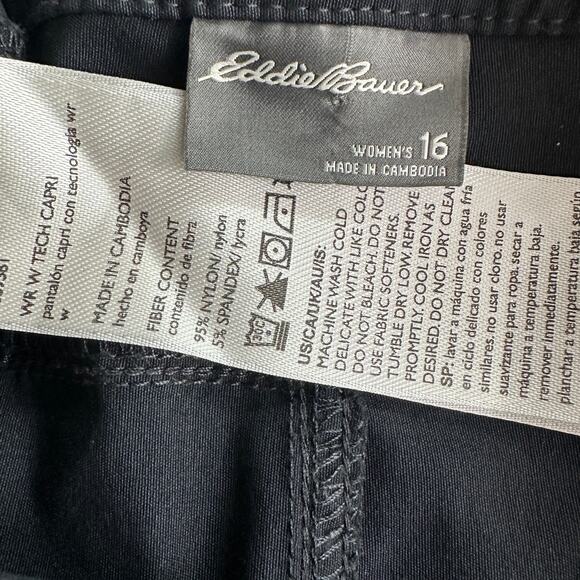 Eddie Bauer
WOMEN'S 16
MADE IN CAMBODIA
WR W TECH CAPRI
pantalón capri con tecnología wr
w
MADE IN CAMBODIA
hecho en camboya
FIBER CONTENT
contenido de fibra
95% NYLON/ nylon
5% SPANDEX/ lycra
30C
US/CA/UK/AU/IS:
MACHINE WASH COLD
DELICATE WITH LIKE COLO
DO NOT BLEACH. DO NOT
USE FABRIC SOFTENERS.
TUMBLE DRY LOW. REMOVE
PROMPTLY. COOL IRON AS
DESIRED. DO NOT DRY CLEAN
SP: lavar a máquina con agua fría
en ciclo delicado con colores
similares. no usar cloro. no usar
suavizante para ropa. secar a
máquina a temperatura baja.
remover inmediatamente.
planchar a temperatura baja según